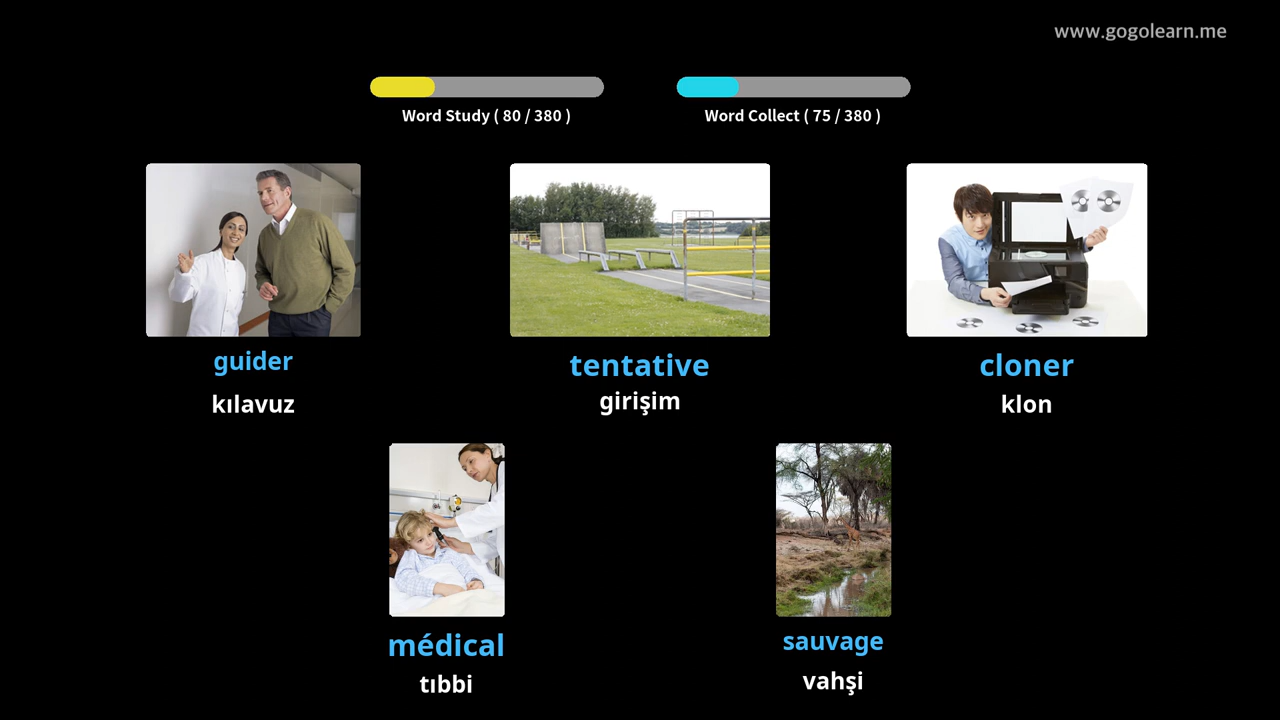 www.gogolearn.me
Word Study ( 80 / 380 )
Word Collect ( 75 / 380 )
guider
kılavuz
tentative
girişim
cloner
klon
médical
tıbbi
sauvage
vahşi